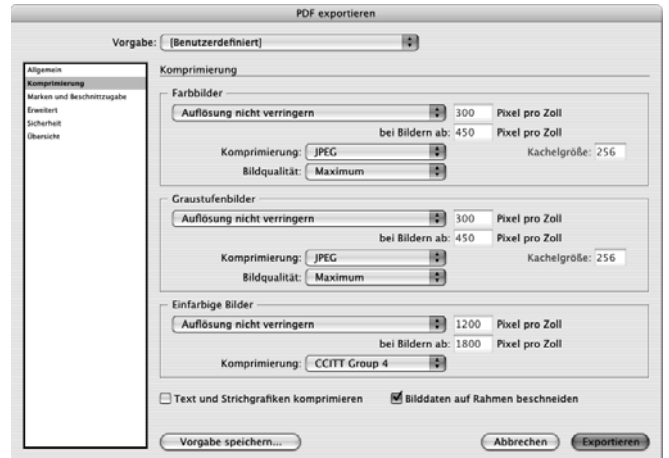 PDF exportieren
Vorgabe: [Benutzerdefiniert]
Allgemein
Komprimierung
Marken und Beschnittzugabe
Erweitert
Sicherheit
Übersicht
Komprimierung
Farbbilder
Auflösung nicht verringern 300 Pixel pro Zoll
bei Bildern ab: 450 Pixel pro Zoll
Komprimierung: JPEG Kachelgröße: 256
Bildqualität: Maximum
Graustufenbilder
Auflösung nicht verringern 300 Pixel pro Zoll
bei Bildern ab: 450 Pixel pro Zoll
Komprimierung: JPEG Kachelgröße: 256
Bildqualität: Maximum
Einfarbige Bilder
Auflösung nicht verringern 1200 Pixel pro Zoll
bei Bildern ab: 1800 Pixel pro Zoll
Komprimierung: CCITT Group 4
Text und Strichgrafiken komprimieren Bilddaten auf Rahmen beschneiden
Vorgabe speichern... Abbrechen Exportieren